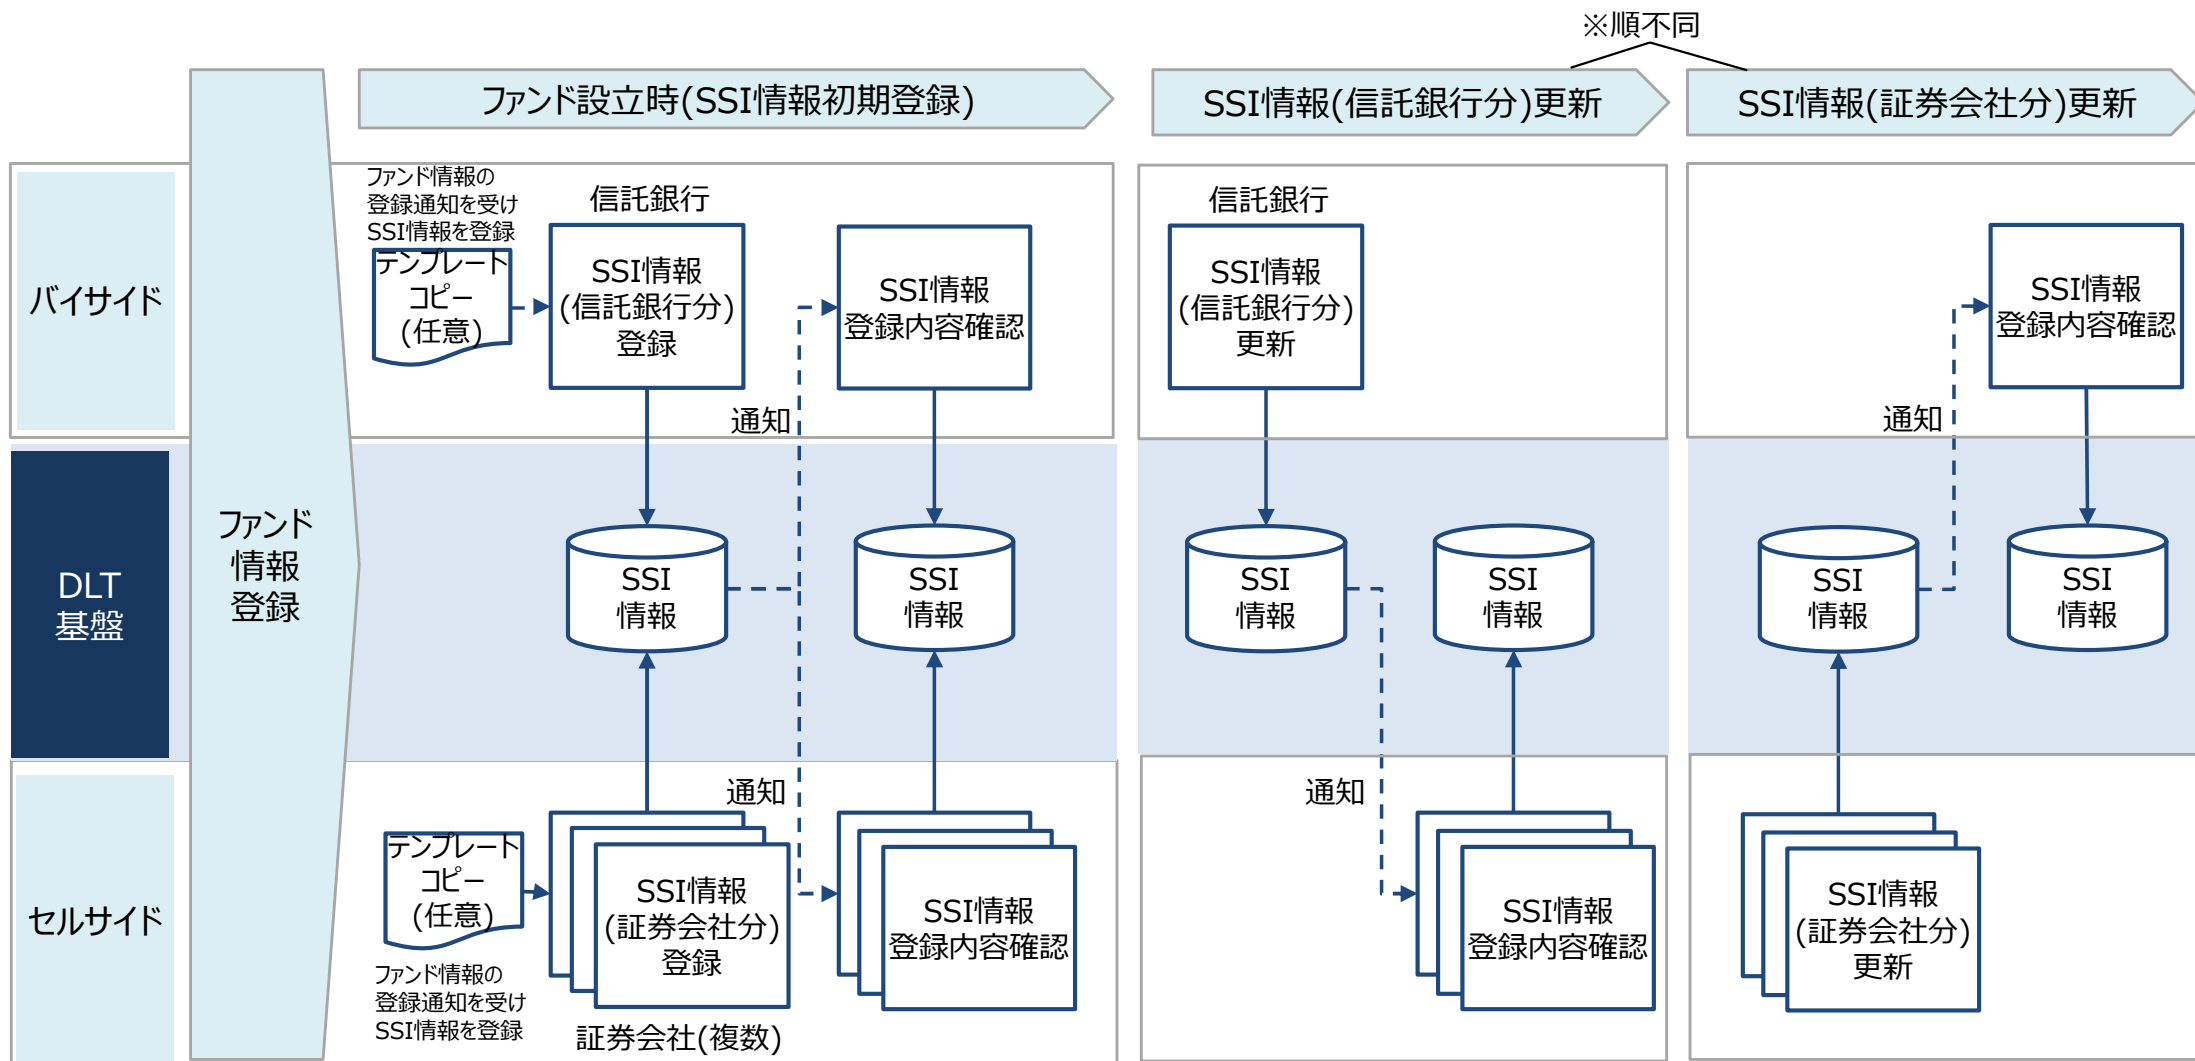 ※順不同
ファンド設立時(SSI情報初期登録)
SSI情報(信託銀行分)更新
SSI情報(証券会社分)更新
バイサイド
DLT
基盤
セルサイド
ファンド
情報
登録
ファンド情報の
登録通知を受け
SSI情報を登録
テンプレート
コピー
(任意)
信託銀行
SSI情報
(信託銀行分)
登録
通知
SSI情報
登録内容確認
SSI
情報
SSI
情報
通知
テンプレート
コピー
(任意)
ファンド情報の
登録通知を受け
SSI情報を登録
SSI情報
(証券会社分)
登録
証券会社(複数)
SSI情報
登録内容確認
信託銀行
SSI情報
(信託銀行分)
更新
SSI
情報
SSI
情報
通知
SSI情報
登録内容確認
SSI情報
登録内容確認
通知
SSI
情報
SSI
情報
SSI情報
(証券会社分)
更新